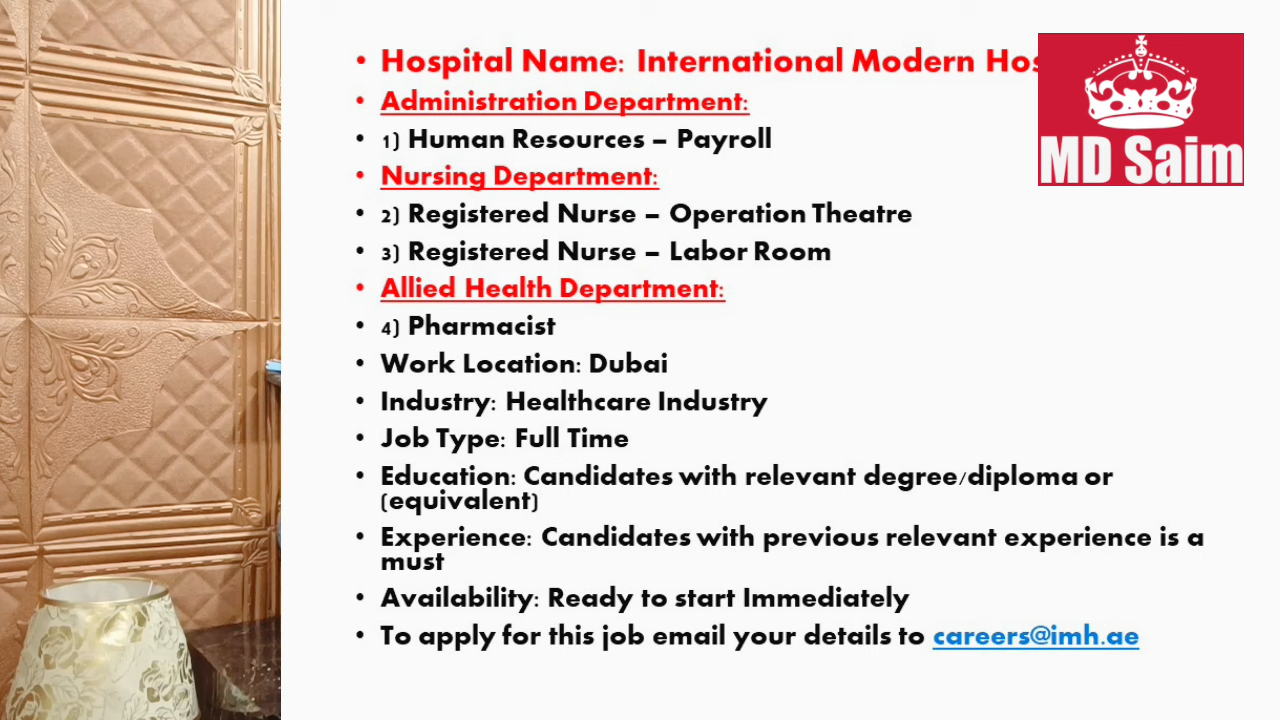 • Hospital Name: International Modern Hos
• Administration Department:
• 1) Human Resources – Payroll
• Nursing Department:
• 2) Registered Nurse – Operation Theatre
• 3) Registered Nurse – Labor Room
• Allied Health Department:
• 4) Pharmacist
• Work Location: Dubai
• Industry: Healthcare Industry
• Job Type: Full Time
• Education: Candidates with relevant degree/diploma or
(equivalent)
• Experience: Candidates with previous relevant experience is a
must
• Availability: Ready to start Immediately
• To apply for this job email your details to careers@imh.ae
MD Saim